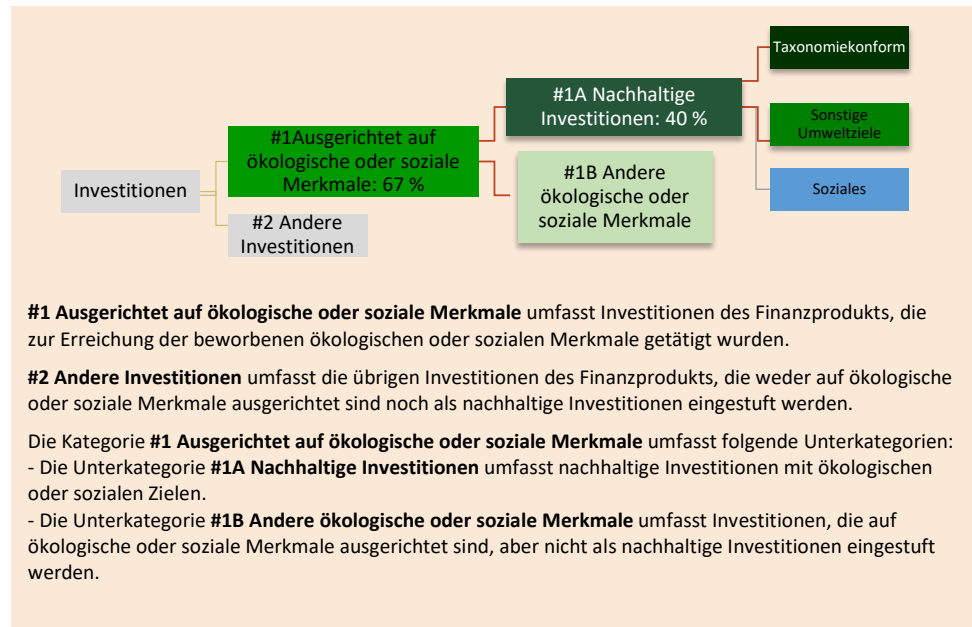 Taxonomiekonform
#1A Nachhaltige
Investitionen: 40 %
Sonstige
Umweltziele
#1Ausgerichtet auf
ökologische oder soziale
Merkmale: 67 %
#1B Andere
ökologische oder
soziale Merkmale
Investitionen
Soziales
#2 Andere
Investitionen
#1 Ausgerichtet auf ökologische oder soziale Merkmale umfasst Investitionen des Finanzprodukts, die
zur Erreichung der beworbenen ökologischen oder sozialen Merkmale getätigt wurden.
#2 Andere Investitionen umfasst die übrigen Investitionen des Finanzprodukts, die weder auf ökologische
oder soziale Merkmale ausgerichtet sind noch als nachhaltige Investitionen eingestuft werden.
Die Kategorie #1 Ausgerichtet auf ökologische oder soziale Merkmale umfasst folgende Unterkategorien:
- Die Unterkategorie #1A Nachhaltige Investitionen umfasst nachhaltige Investitionen mit ökologischen
oder sozialen Zielen.
- Die Unterkategorie #1B Andere ökologische oder soziale Merkmale umfasst Investitionen, die auf
ökologische oder soziale Merkmale ausgerichtet sind, aber nicht als nachhaltige Investitionen eingestuft
werden.